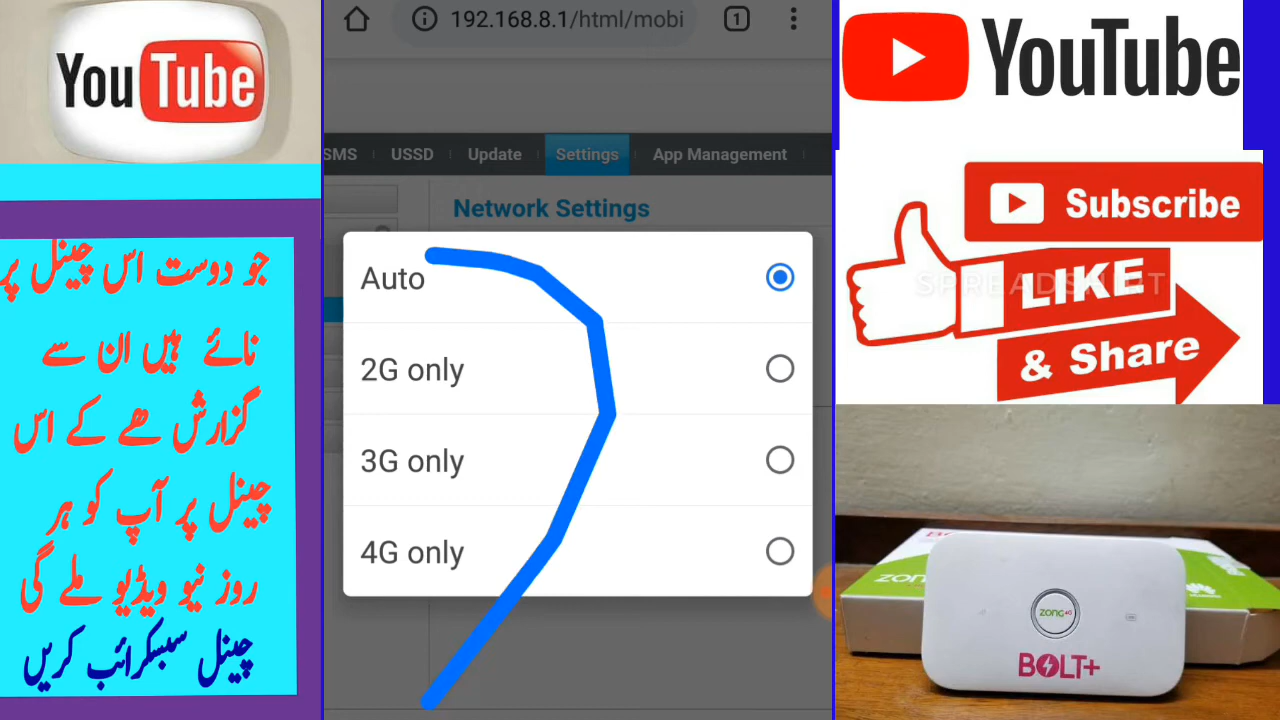 YouTube
جو دوست اس چینل پر
نائے ہیں ان سے
گزارش ھے کے اس
چینل پر آپ کو ہر
روز نیو ویڈیو ملے گی
چینل سبسکرائب کریں
192.168.8.1/html/mobi
1
SMS USSD Update Settings App Management
Network Settings
Auto
2G only
3G only
4G only
YouTube
Subscribe
SPREADSHIRT
LIKE
& Share
ZONG 4G
BOLT+